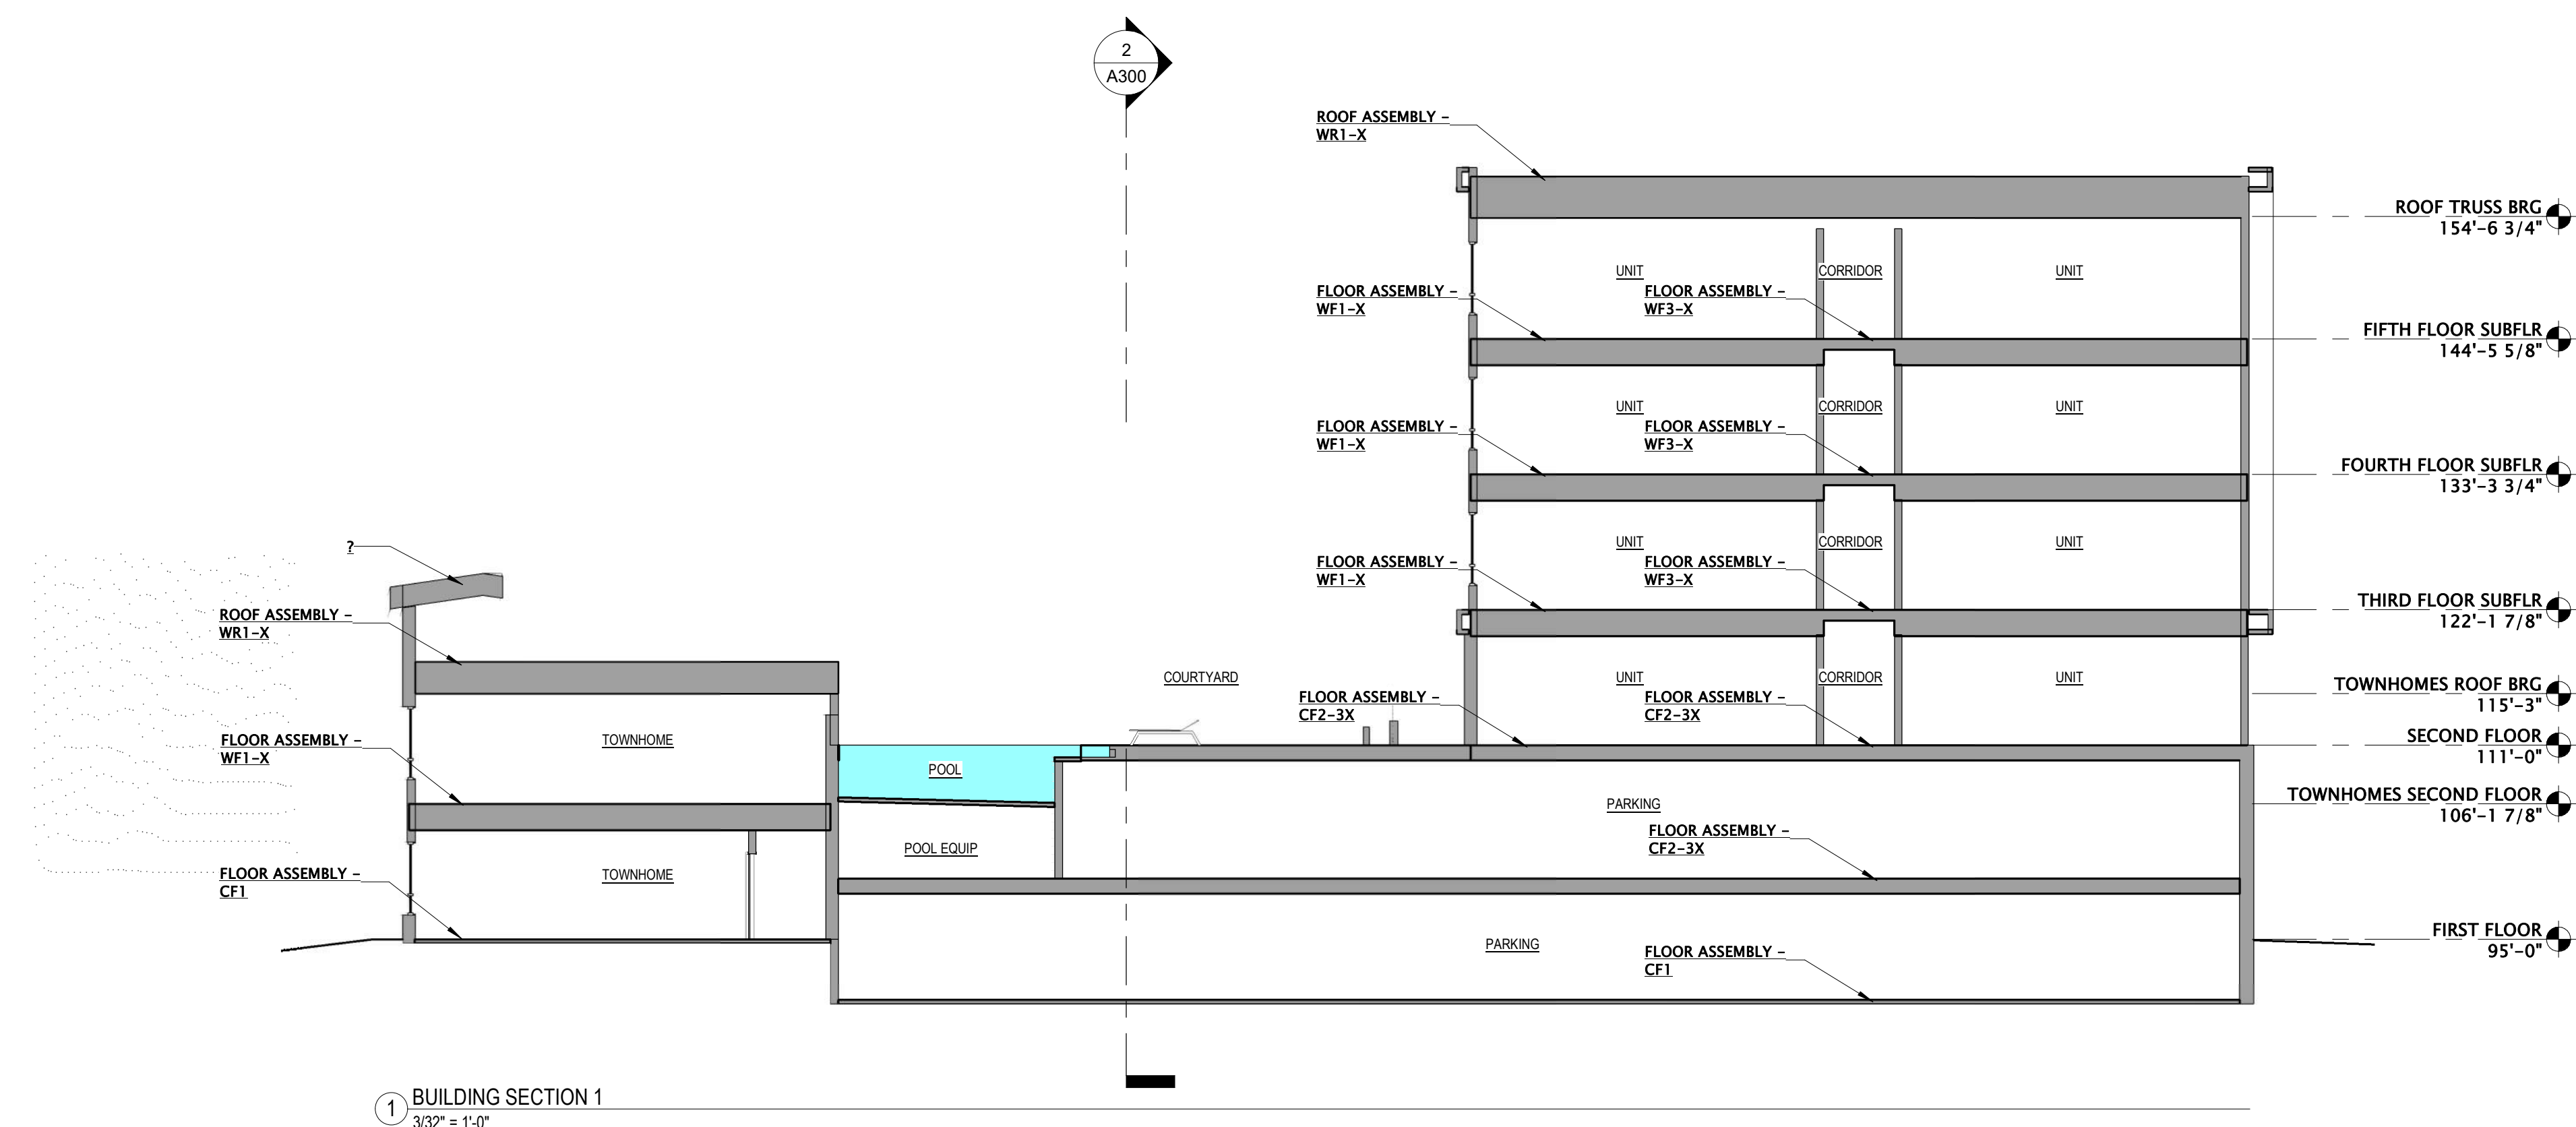 2
A300
ROOF ASSEMBLY -
WR1-X
ROOF TRUSS BRG
154'-6 3/4"
UNIT
CORRIDOR
UNIT
FLOOR ASSEMBLY -
WF1-X
FLOOR ASSEMBLY -
WF3-X
FIFTH FLOOR SUBFLR
144'-5 5/8"
UNIT
CORRIDOR
UNIT
FLOOR ASSEMBLY -
WF1-X
FLOOR ASSEMBLY -
WF3-X
FOURTH FLOOR SUBFLR
133'-3 3/4"
UNIT
CORRIDOR
UNIT
FLOOR ASSEMBLY -
WF1-X
FLOOR ASSEMBLY -
WF3-X
THIRD FLOOR SUBFLR
122'-1 7/8"
?
ROOF ASSEMBLY -
WR1-X
COURTYARD
UNIT
CORRIDOR
UNIT
FLOOR ASSEMBLY -
CF2-3X
FLOOR ASSEMBLY -
CF2-3X
TOWNHOMES ROOF BRG
115'-3"
FLOOR ASSEMBLY -
WF1-X
TOWNHOME
SECOND FLOOR
111'-0"
POOL
PARKING
TOWNHOMES SECOND FLOOR
106'-1 7/8"
POOL EQUIP
FLOOR ASSEMBLY -
CF2-3X
FLOOR ASSEMBLY -
CF1
TOWNHOME
PARKING
FLOOR ASSEMBLY -
CF1
FIRST FLOOR
95'-0"
1
BUILDING SECTION 1
3/32" = 1'-0"